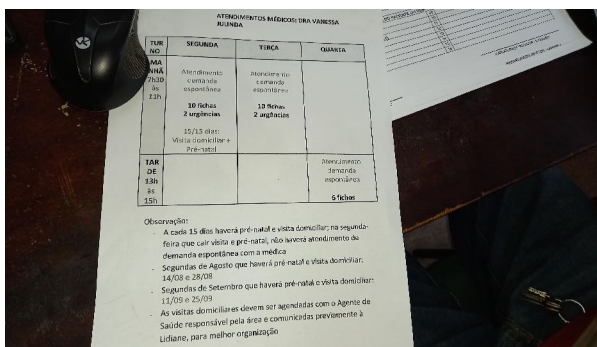 ATENDIMENTOS MÉDICOS: DRA VANESSA
JULINDA
TUR
NO
SEGUNDA
TERÇA
QUARTA
MA
NHÃ
7h30
às
11h
Atendimento
demanda
espontânea
10 fichas
2 urgências
15/15 dias:
Visita domiciliar +
Pré-natal
Atendimento
demanda
espontânea
10 fichas
2 urgências
TAR
DE
13h
às
15h
Atendimento
demanda
espontânea
6 fichas
Observação:
- A cada 15 dias haverá pré-natal e visita domiciliar; na segunda-
feira que cair visita e pré-natal, não haverá atendimento de
demanda espontânea com a médica
- Segundas de Agosto que haverá pré-natal e visita domiciliar:
14/08 e 28/08
- Segundas de Setembro que haverá pré-natal e visita domiciliar:
11/09 e 25/09
- As visitas domiciliares devem ser agendadas com o Agente de
Saúde responsável pela área e comunicadas previamente à
Lidiane, para melhor organização